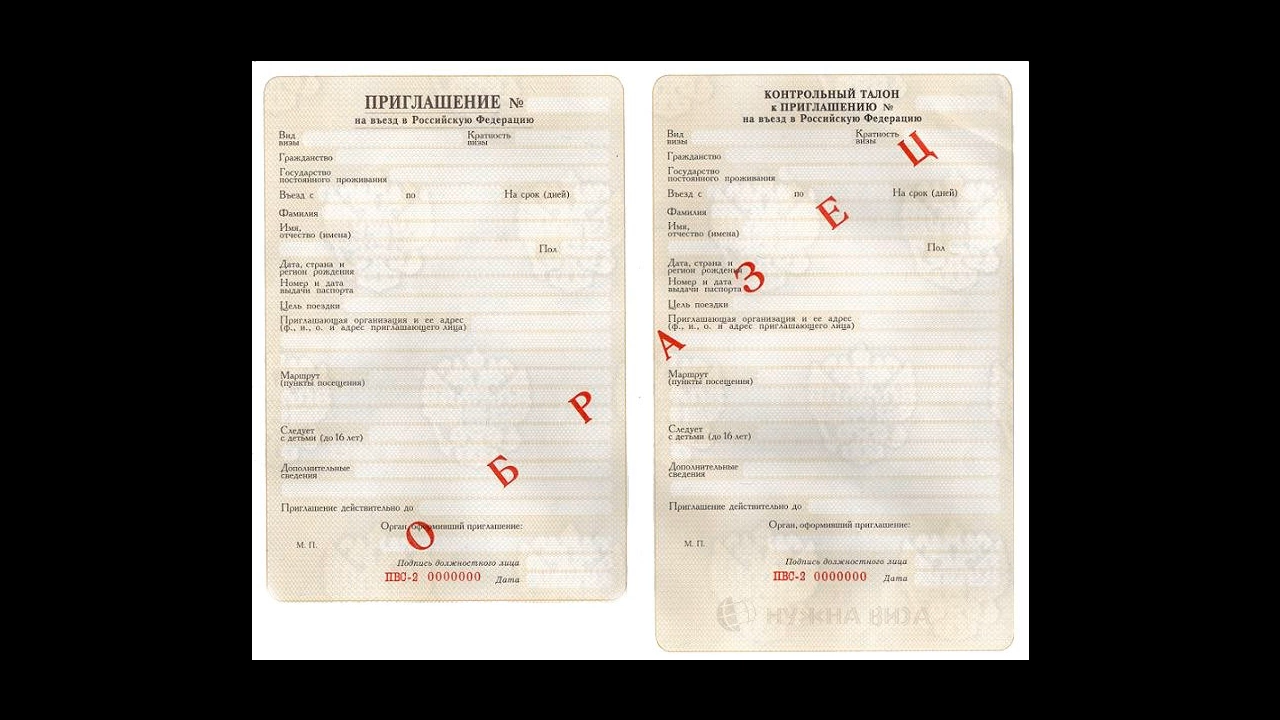 ПРИГЛАШЕНИЕ №
на въезд в Российскую Федерацию
Вид визы
Кратность визы
Гражданство
Государство
постоянного проживания
Въезд с по На срок (дней)
Фамилия
Имя,
отчество (имена)
Пол
Дата, страна и
регион рождения
Номер и дата
выдачи паспорта
Цель поездки
Приглашающая организация и ее адрес
(ф., и., о. и адрес приглашающего лица)
Маршрут
(пункты посещения)
Следует
с детьми (до 16 лет)
Дополнительные
сведения
Приглашение действительно до
Орган, оформивший приглашение:
М. П.
Подпись должностного лица
ПВС-2 0000000 Дата
КОНТРОЛЬНЫЙ ТАЛОН
к ПРИГЛАШЕНИЮ №
на въезд в Российскую Федерацию
Вид визы
Кратность визы
Гражданство
Государство
постоянного проживания
Въезд с по На срок (дней)
Фамилия
Имя,
отчество (имена)
Пол
Дата, страна и
регион рождения
Номер и дата
выдачи паспорта
Цель поездки
Приглашающая организация и ее адрес
(ф., и., о. и адрес приглашающего лица)
Маршрут
(пункты посещения)
Следует
с детьми (до 16 лет)
Дополнительные
сведения
Приглашение действительно до
Орган, оформивший приглашение:
М. П.
Подпись должностного лица
ПВС-2 0000000 Дата
ОБРАЗЕЦ